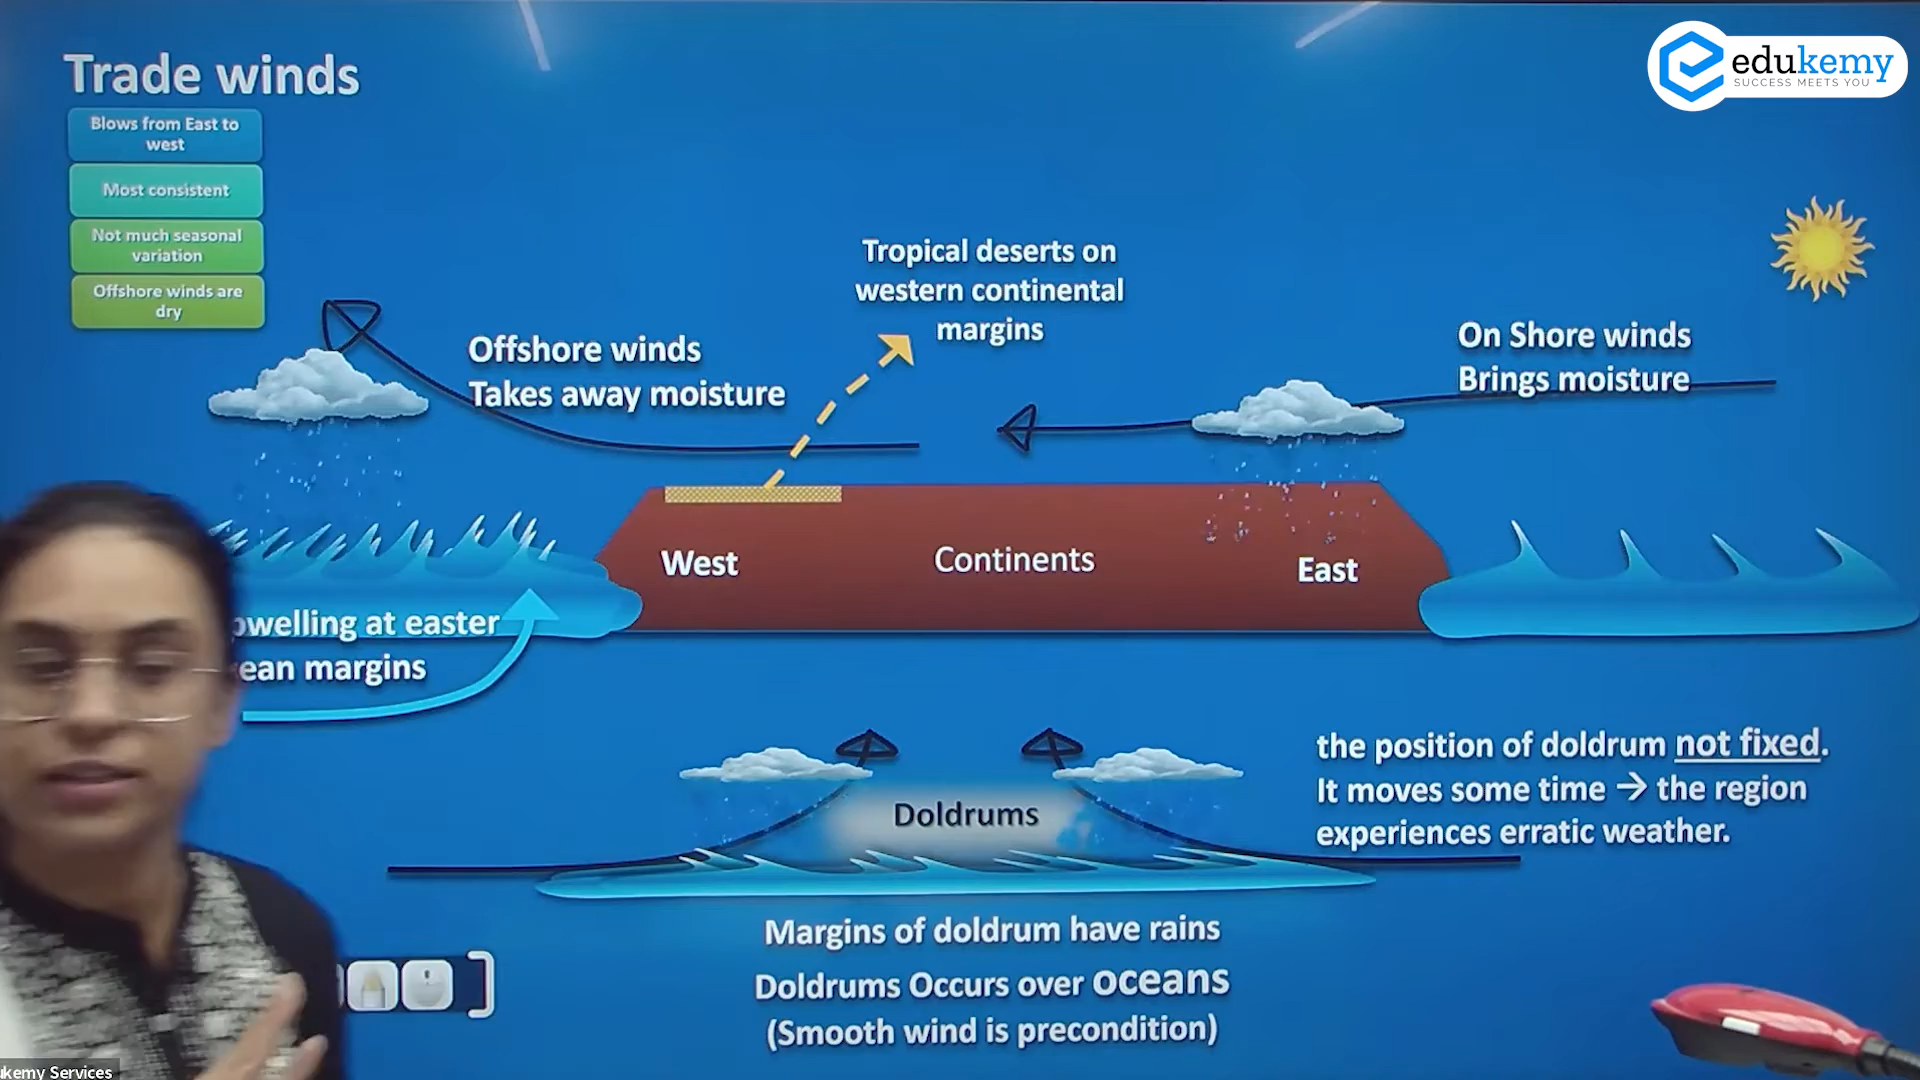 Trade winds
edukemy
SUCCESS MEETS YOU
Blows from East to
west
Most consistent
Not much seasonal
variation
Offshore winds are
dry
Tropical deserts on
western continental
margins
Offshore winds
Takes away moisture
On Shore winds
Brings moisture
West
Continents
East
at easter
margins
Doldrums
the position of doldrum not fixed.
It moves some time → the region
experiences erratic weather.
Margins of doldrum have rains
Doldrums Occurs over oceans
(Smooth wind is precondition)
Services